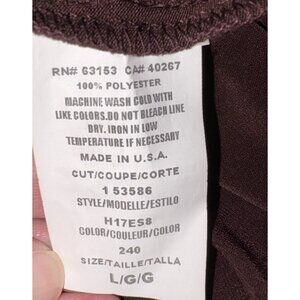 RN# 63153 CA# 40267
100% POLYESTER
MACHINE WASH COLD WITH
LIKE COLORS.DO NOT BLEACH LINE
DRY. IRON IN LOW
TEMPERATURE IF NECESSARY
MADE IN U.S.A.
CUT/COUPE/CORTE
1 53586
STYLE/MODELLE/ESTILO
H17ES8
COLOR/COULEUR/COLOR
240
SIZE/TAILLE/TALLA
L/G/G